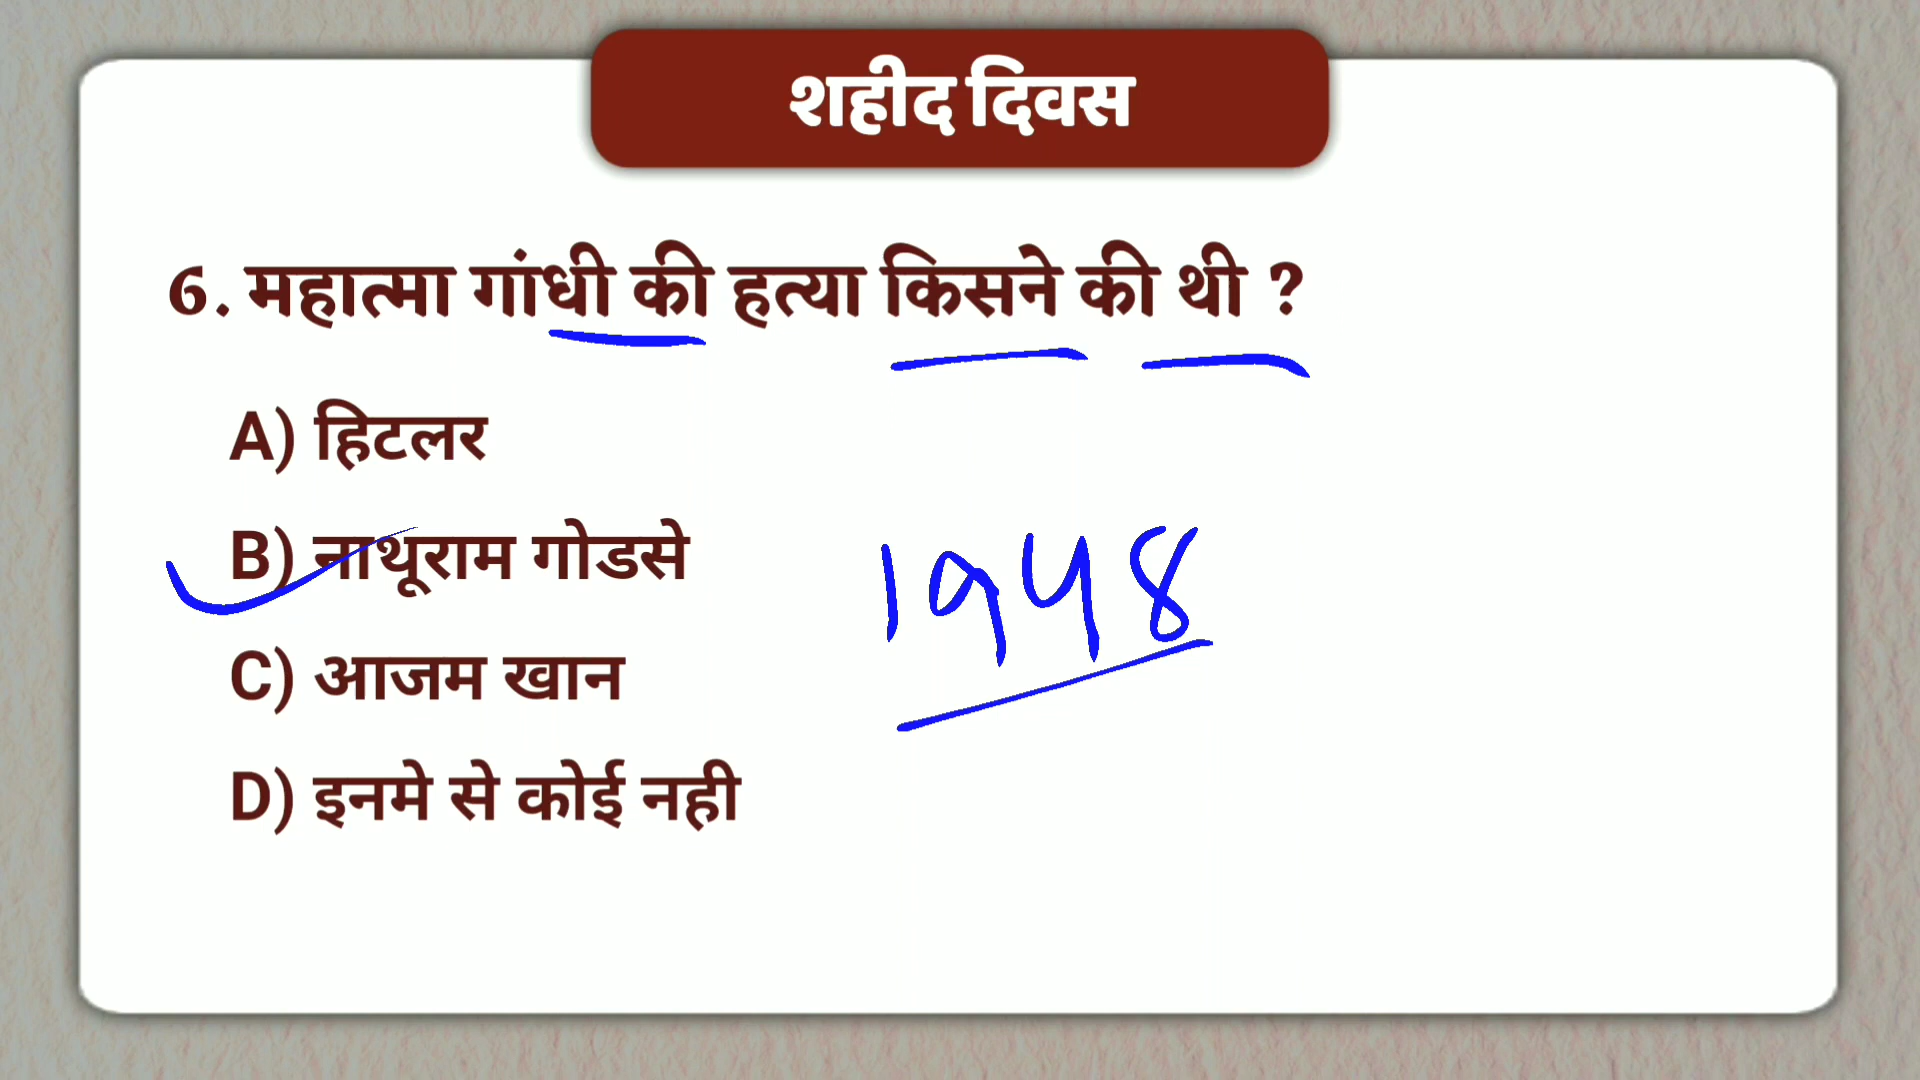 शहीद दिवस
6. महात्मा गांधी की हत्या किसने की थी ?
A) हिटलर
B) नाथूराम गोडसे
1948
C) आजम खान
D) इनमे से कोई नही